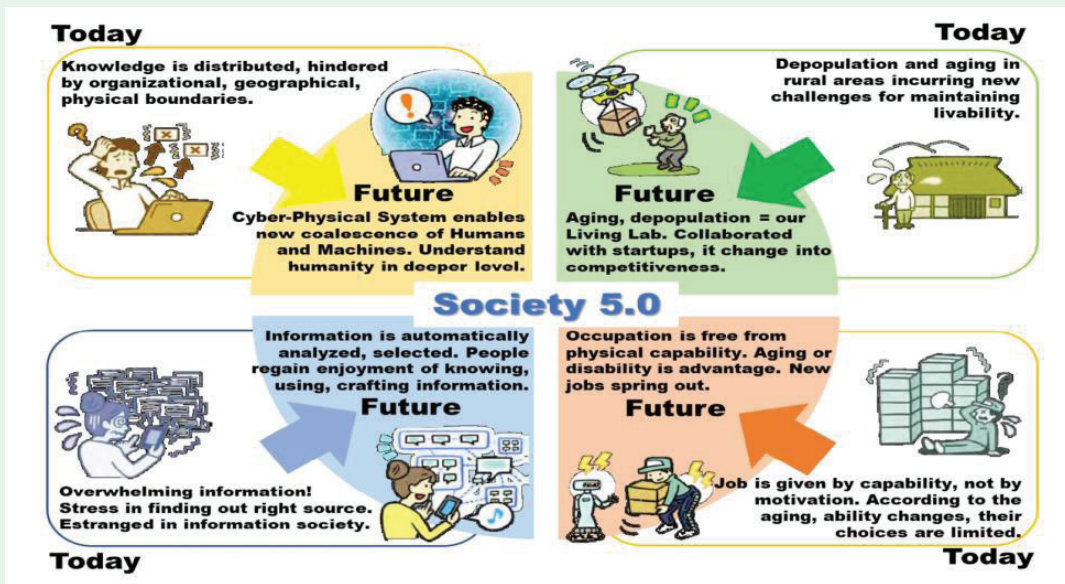 Today
Knowledge is distributed, hindered
by organizational, geographical,
physical boundaries.
Future
Cyber-Physical System enables
new coalescence of Humans
and Machines. Understand
humanity in deeper level.
Today
Depopulation and aging in
rural areas incurring new
challenges for maintaining
livability.
Future
Aging, depopulation = our
Living Lab. Collaborated
with startups, it change into
competitiveness.
Society 5.0
Information is automatically
analyzed, selected. People
regain enjoyment of knowing,
using, crafting information.
Future
Overwhelming information!
Stress in finding out right source.
Estranged in information society.
Today
Occupation is free from
physical capability. Aging or
disability is advantage. New
jobs spring out.
Future
Job is given by capability, not by
motivation. According to the
aging, ability changes, their
choices are limited.
Today